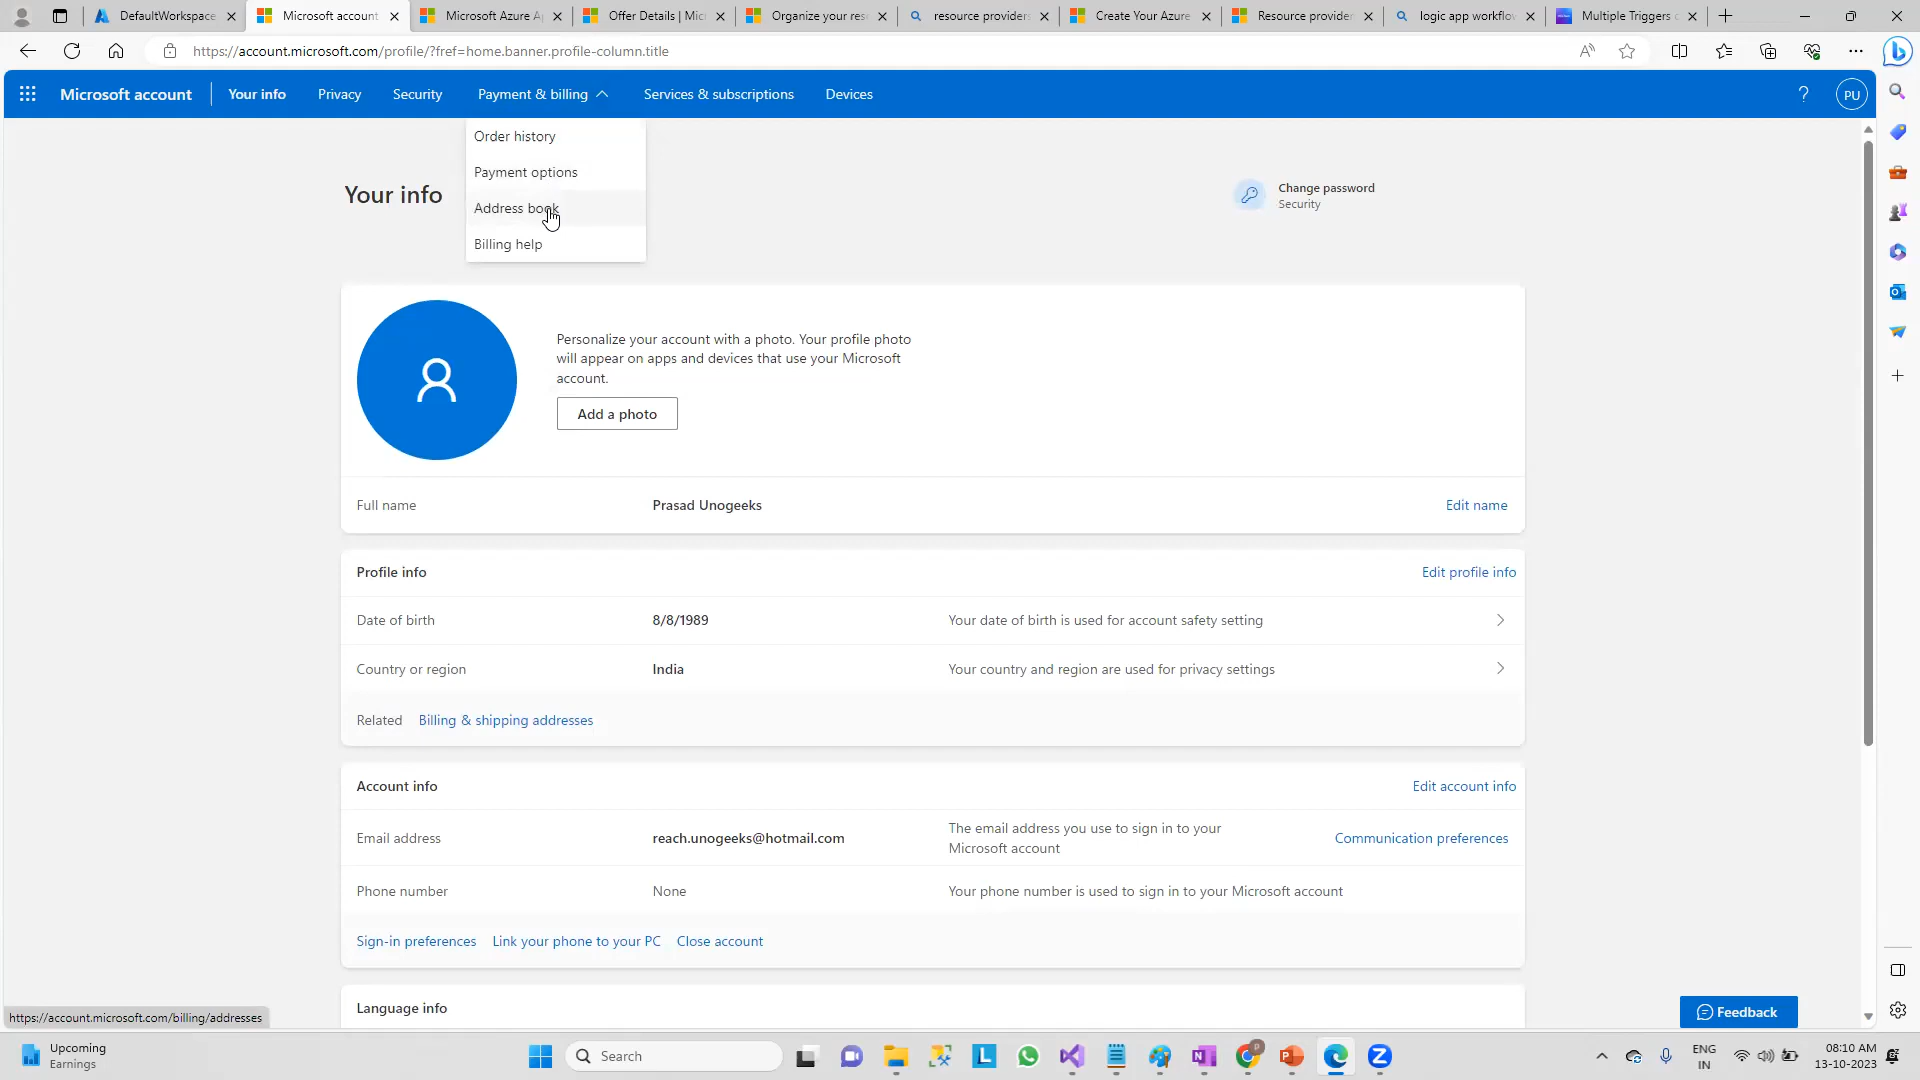 DefaultWorkspace
Microsoft account
Microsoft Azure A
Offer Details | Mic
Organize your res
resource providers
Create Your Azure
Resource provider
logic app workflow
Multiple Triggers o
https://account.microsoft.com/profile/?fref=home.banner.profile-column.title
Microsoft account
Your info
Privacy
Security
Payment & billing
Services & subscriptions
Devices
?
PU
Order history
Payment options
Address book
Billing help
Your info
Change password
Security
Personalize your account with a photo. Your profile photo
will appear on apps and devices that use your Microsoft
account.
Add a photo
Full name
Prasad Unogeeks
Edit name
Profile info
Edit profile info
Date of birth
8/8/1989
Your date of birth is used for account safety setting
Country or region
India
Your country and region are used for privacy settings
Related
Billing & shipping addresses
Account info
Edit account info
Email address
reach.unogeeks@hotmail.com
The email address you use to sign in to your
Microsoft account
Communication preferences
Phone number
None
Your phone number is used to sign in to your Microsoft account
Sign-in preferences
Link your phone to your PC
Close account
Language info
https://account.microsoft.com/billing/addresses
Feedback
Upcoming
Earnings
Search
ENG
IN
08:10 AM
13-10-2023